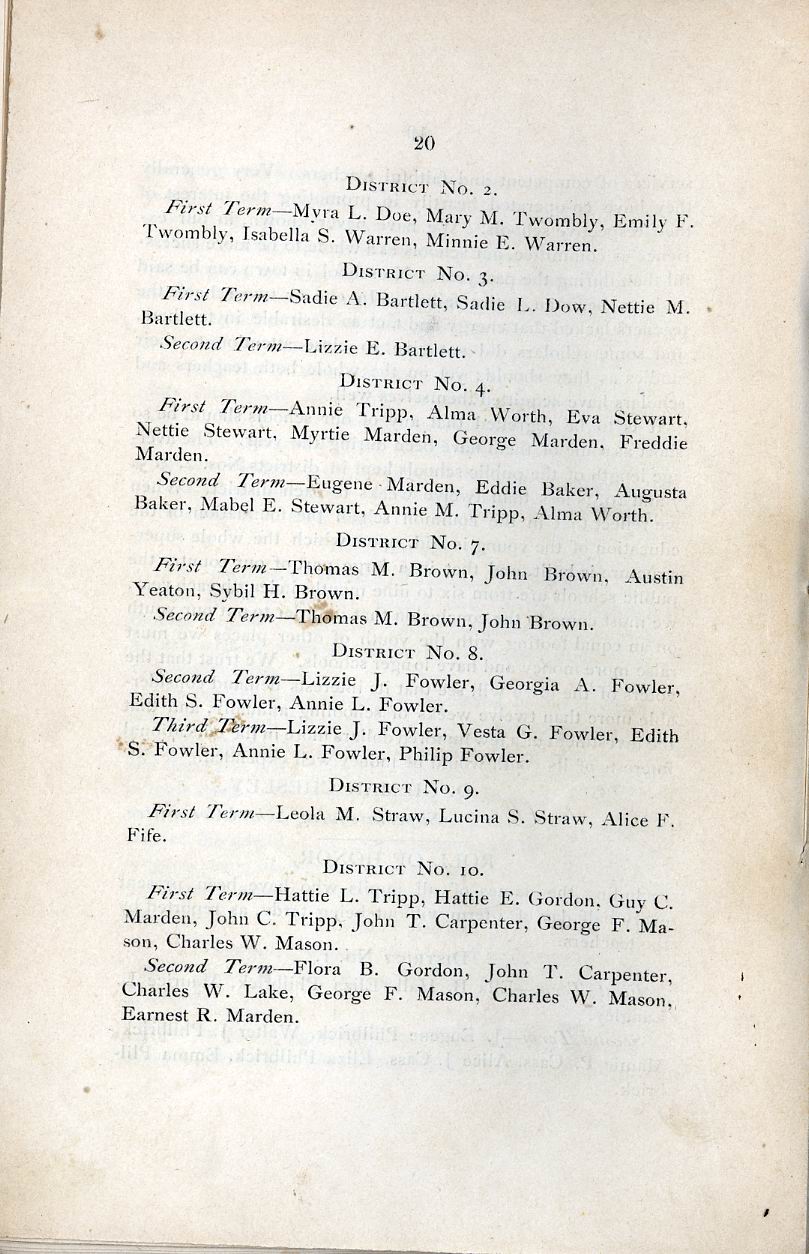 20
District No. 2.
First Term—Myra L. Doe, Mary M. Twombly, Emily F.
Twombly, Isabella S. Warren, Minnie E. Warren.
District No. 3.
First Term—Sadie A. Bartlett, Sadie L. Dow, Nettie M.
Bartlett.
Second Term—Lizzie E. Bartlett.
District No. 4.
First Term—Annie Tripp, Alma Worth, Eva Stewart,
Nettie Stewart, Myrtie Marden, George Marden, Freddie
Marden.
Second Term—Eugene Marden, Eddie Baker, Augusta
Baker, Mabel E. Stewart, Annie M. Tripp, Alma Worth.
District No. 7.
First Term—Thomas M. Brown, John Brown, Austin
Yeaton, Sybil H. Brown.
Second Term—Thomas M. Brown, John Brown.
District No. 8.
Second Term—Lizzie J. Fowler, Georgia A. Fowler,
Edith S. Fowler, Annie L. Fowler.
Third Term—Lizzie J. Fowler, Vesta G. Fowler, Edith
S. Fowler, Annie L. Fowler, Philip Fowler.
District No. 9.
First Term—Leola M. Straw, Lucina S. Straw, Alice F.
Fife.
District No. 10.
First Term—Hattie L. Tripp, Hattie E. Gordon, Guy C.
Marden, John C. Tripp, John T. Carpenter, George F. Ma-
son, Charles W. Mason.
Second Term—Flora B. Gordon, John T. Carpenter,
Charles W. Lake, George F. Mason, Charles W. Mason,
Earnest R. Marden.